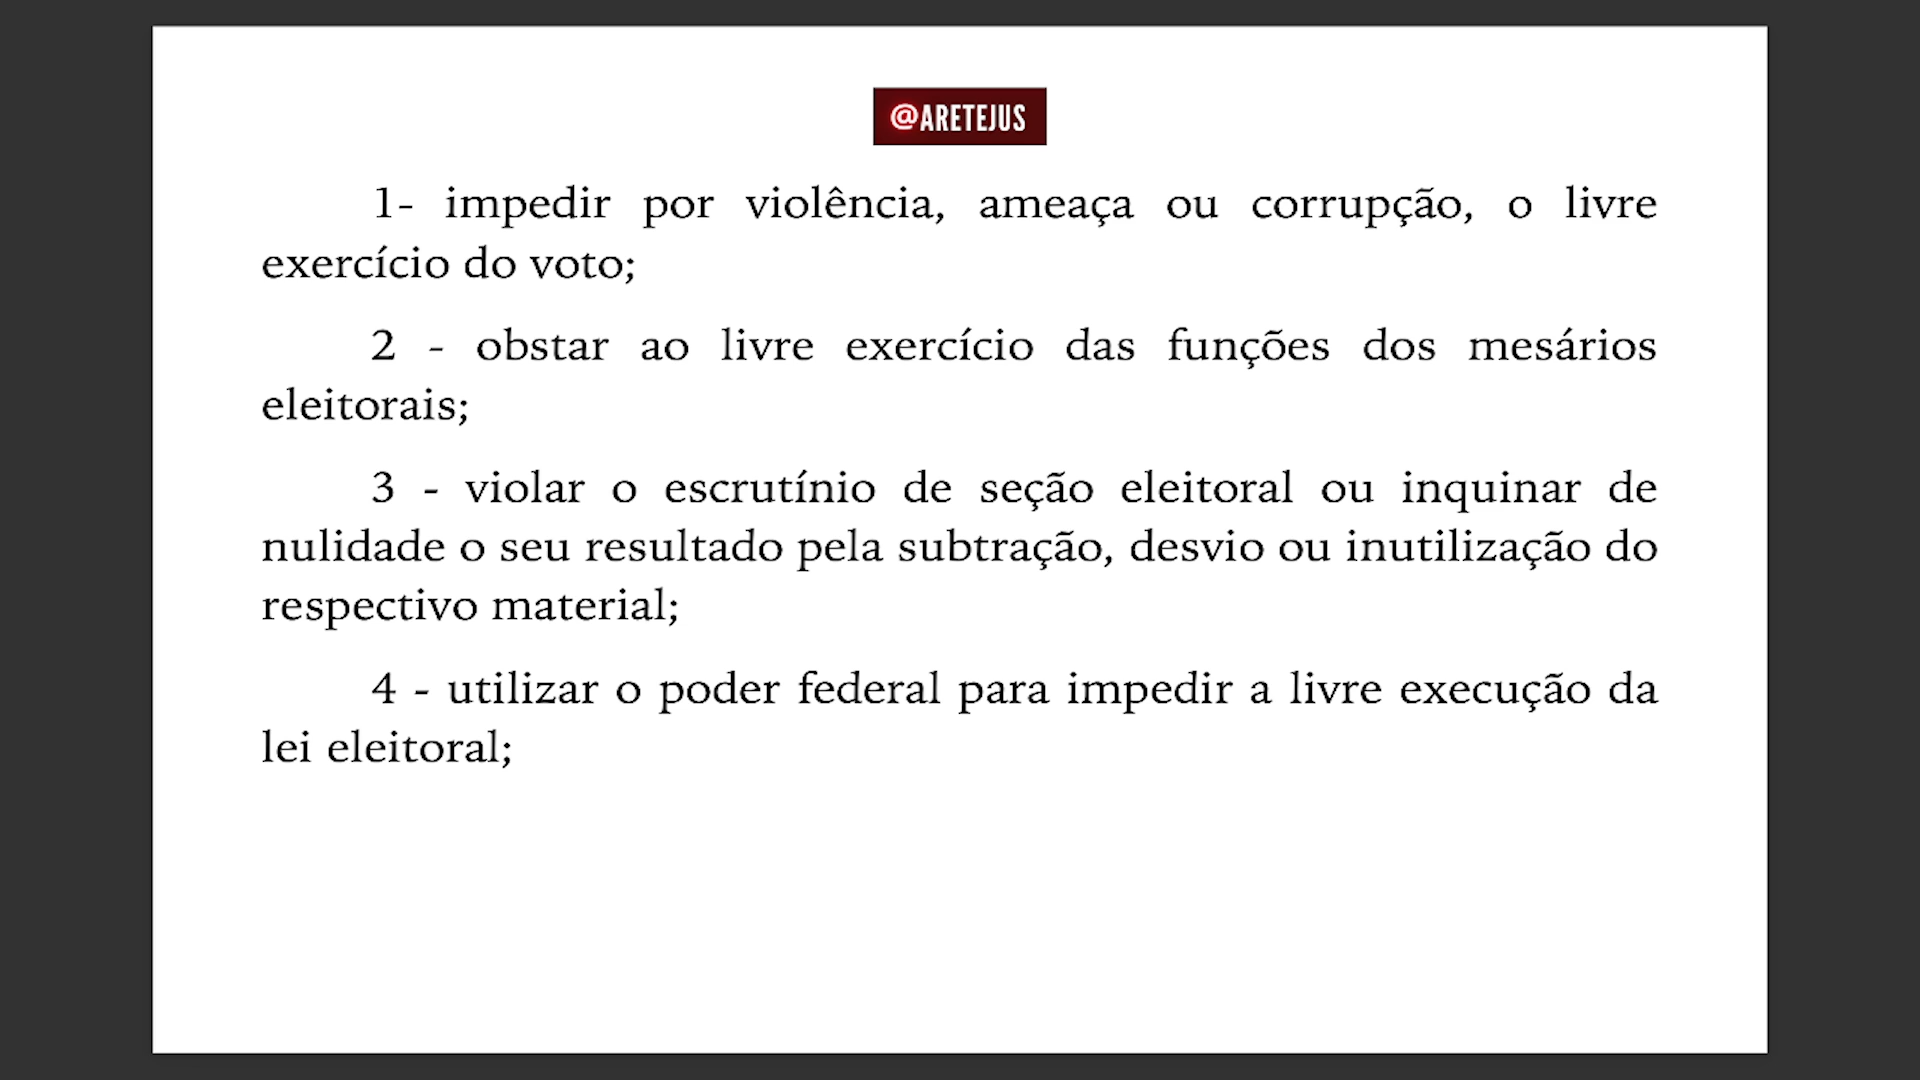 @ARETEJUS
1- impedir por violência, ameaça ou corrupção, o livre
exercício do voto;
2 - obstar ao livre exercício das funções dos mesários
eleitorais;
3 - violar o escrutínio de seção eleitoral ou inquinar de
nulidade o seu resultado pela subtração, desvio ou inutilização do
respectivo material;
4 - utilizar o poder federal para impedir a livre execução da
lei eleitoral;